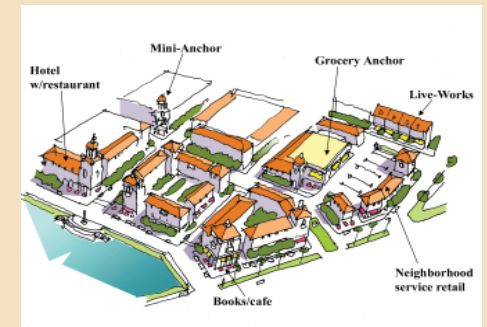 Mini-Anchor
Grocery Anchor
Hotel
w/restaurant
Live-Works
Neighborhood
service retail
Books/cafe